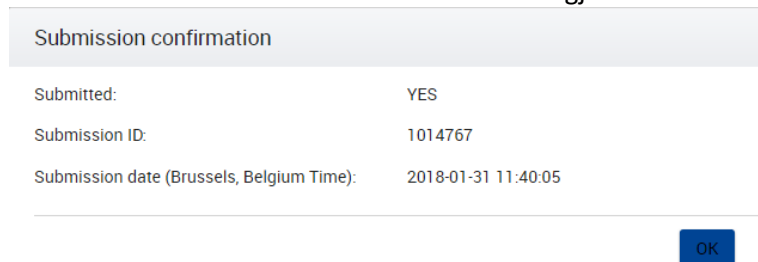 Submission confirmation
Submitted: YES
Submission ID: 1014767
Submission date (Brussels, Belgium Time): 2018-01-31 11:40:05
OK